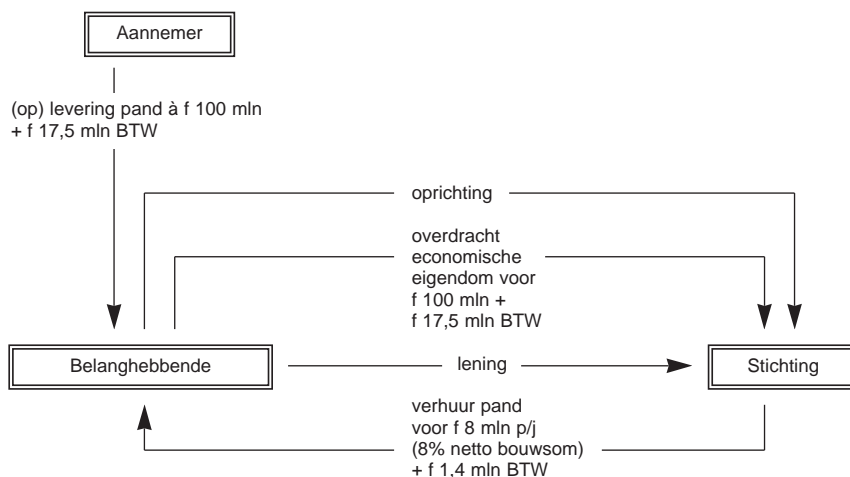 Aannemer
(op) levering pand à f 100 mln
+ f 17,5 mln BTW
oprichting
overdracht
economische
eigendom voor
f 100 mln +
f 17,5 mln BTW
Belanghebbende
lening
Stichting
verhuur pand
voor f 8 mln p/j
(8% netto bouwsom)
+ f 1,4 mln BTW